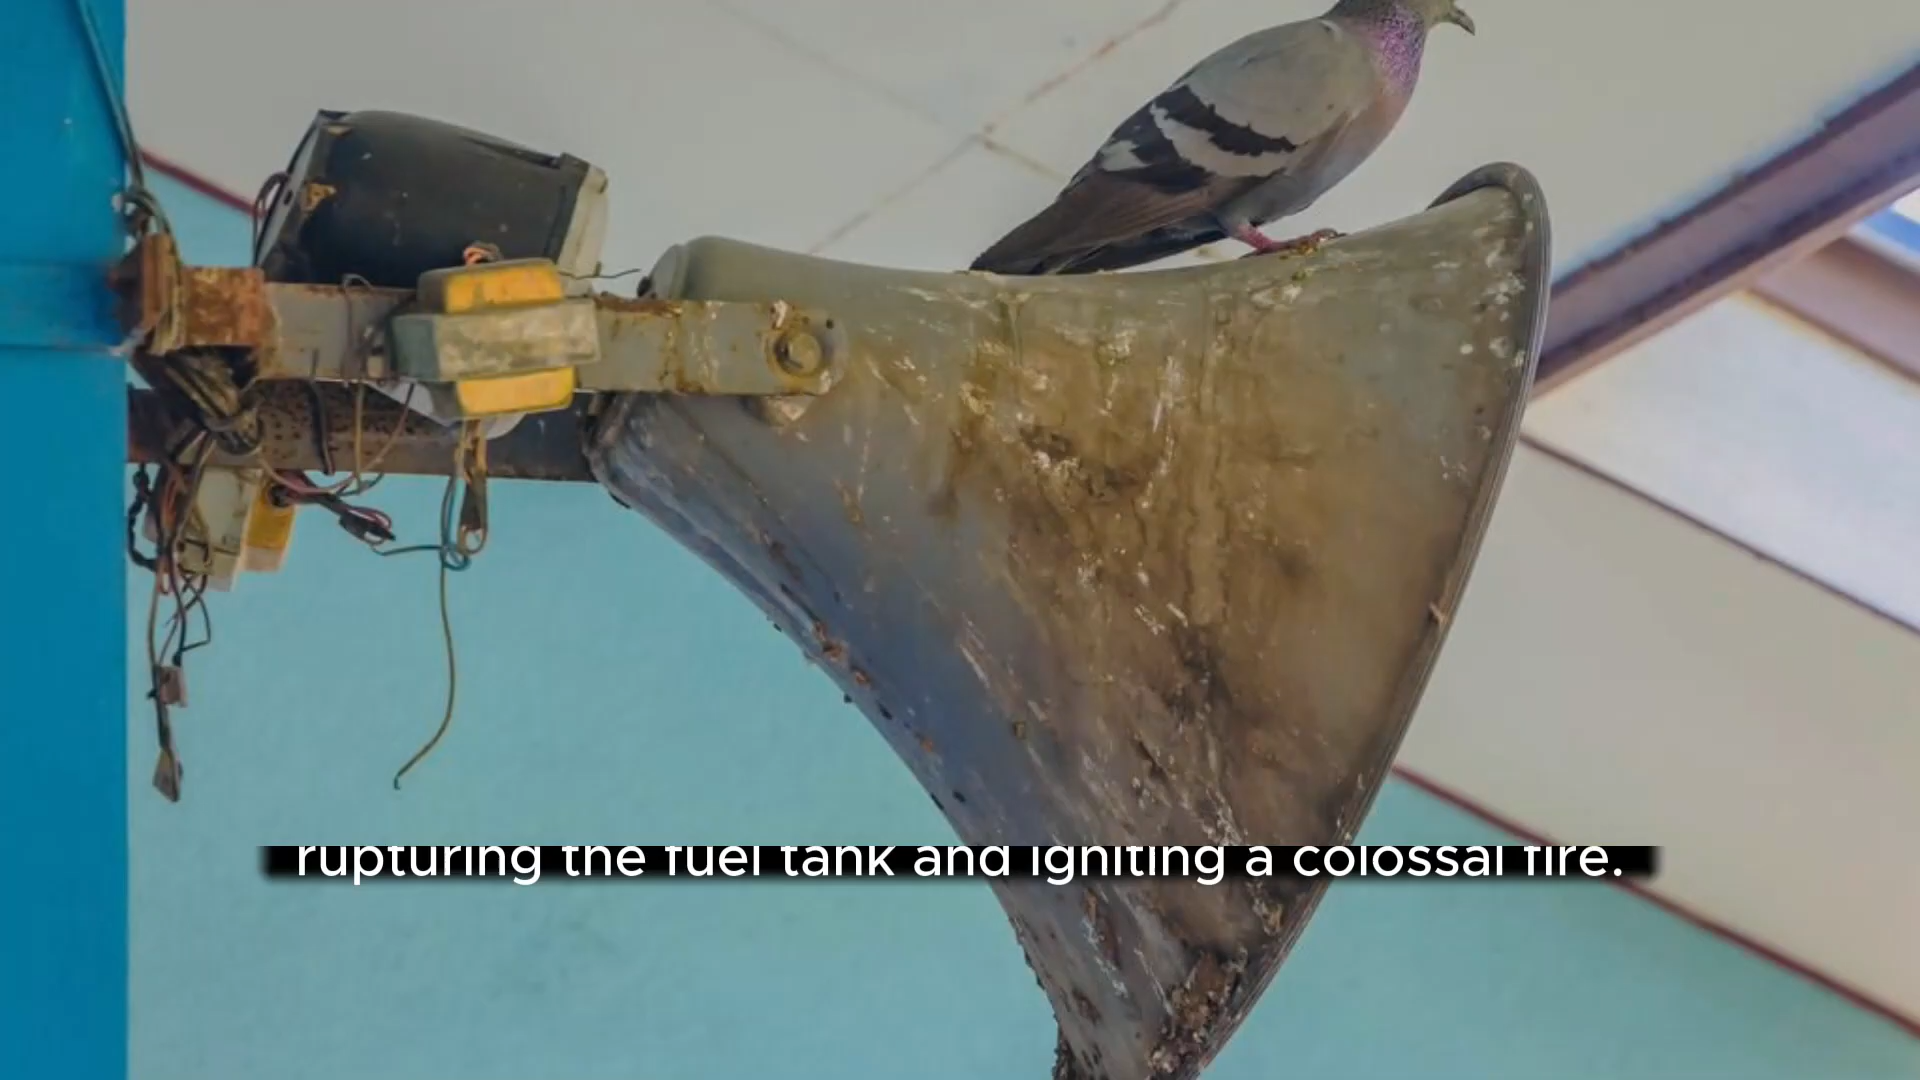 rupturing the fuel tank and igniting a colossal fire.